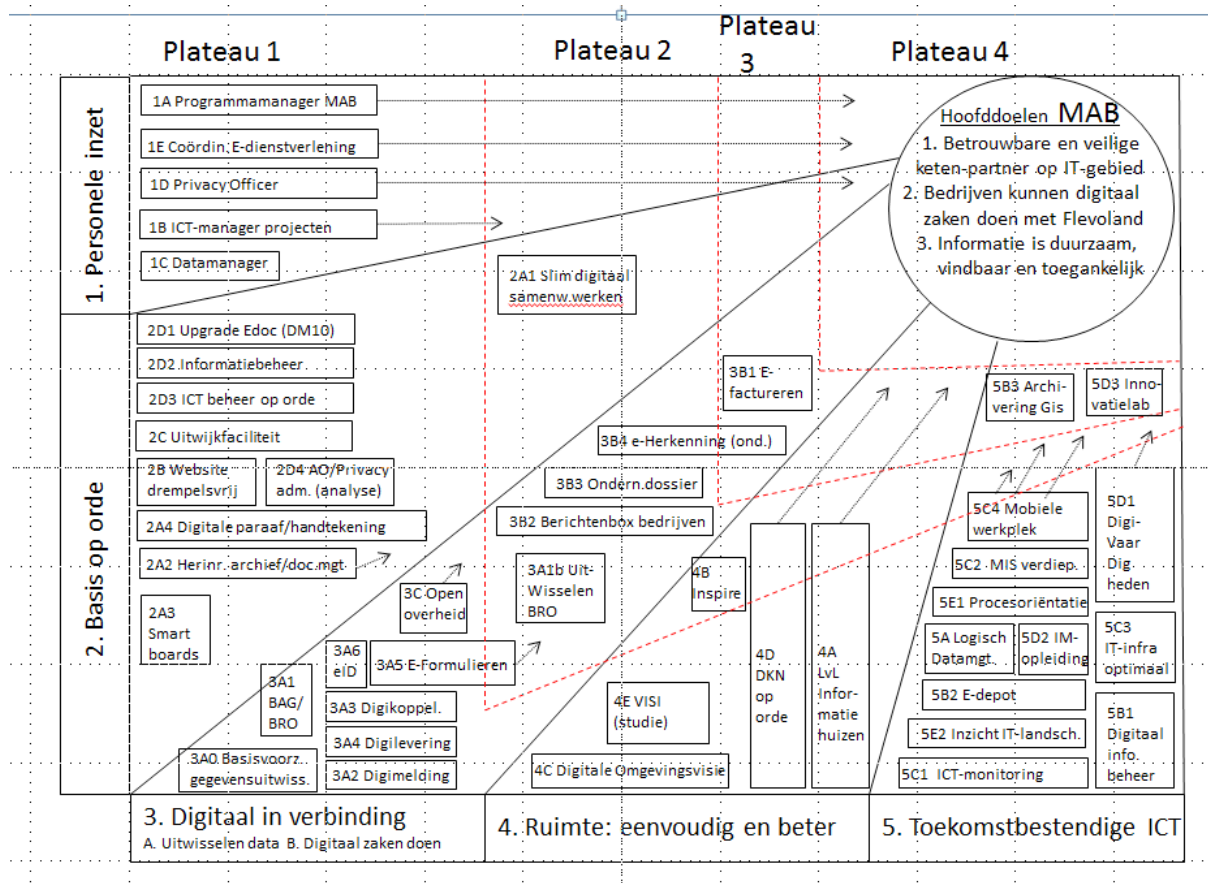 Plateau 1
Plateau 2
Plateau
3
Plateau 4
1. Personele inzet
1A Programmamanager MAB
1E Coördin. E-dienstverlening
1D Privacy Officer
1B ICT-manager projecten
1C Datamanager
Hoofddoelen MAB
1. Betrouwbare en veilige
keten-partner op IT-gebied
2. Bedrijven kunnen digitaal
zaken doen met Flevoland
3. Informatie is duurzaam,
vindbaar en toegankelijk
2. Basis op orde
2A1 Slim digitaal
samenw.werken
2D1 Upgrade Edoc (DM10)
2D2 Informatiebeheer
2D3 ICT beheer op orde
2C Uitwijkfaciliteit
2B Website
drempelsvrij
2D4 AO/Privacy
adm. (analyse)
2A4 Digitale paraaf/handtekening
2A2 Herinr. archief/doc.mgt
2A3
Smart
boards
3B1 E-
factureren
3B4 e-Herkenning (ond.)
3B3 Ondern.dossier
3B2 Berichtenbox bedrijven
3A1b Uit-
Wisselen
BRO
3C Open
overheid
3A6
eID
3A5 E-Formulieren
3A1
BAG/
BRO
3A3 Digikoppel.
3A4 Digilevering
3A2 Digimelding
3A0 Basisvoorz.
gegevensuitwiss.
4B
Inspire
4D
DKN
op
orde
4A
LvL
Infor-
matie
huizen
4E VISI
(studie)
4C Digitale Omgevingsvisie
5B3 Archi-
vering Gis
5D3 Inno-
vatielab
5C4 Mobiele
werkplek
5C2 MIS verdiep.
5E1 Procesoriëntatie
5A Logisch
Datamgt.
5D2 IM-
opleiding
5B2 E-depot
5E2 Inzicht IT-landsch.
5C1 ICT-monitoring
5D1
Digi-
Vaar
Dig
heden
5C3
IT-infra
optimaal
5B1
Digitaal
info.
beheer
3. Digitaal in verbinding
A. Uitwisselen data B. Digitaal zaken doen
4. Ruimte: eenvoudig en beter
5. Toekomstbestendige ICT